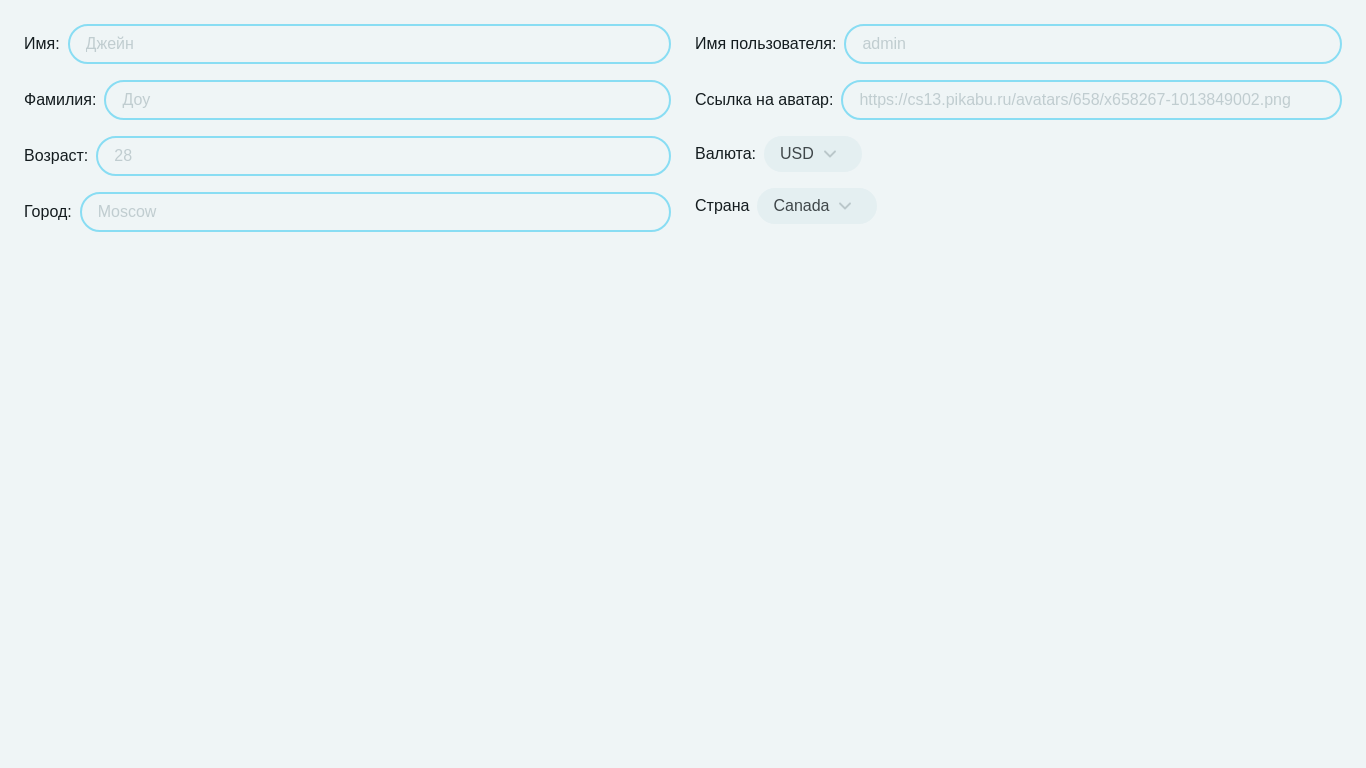 Имя: Джейн
Фамилия: Доу
Возраст: 28
Город: Moscow
Имя пользователя: admin
Ссылка на аватар: https://cs13.pikabu.ru/avatars/658/x658267-1013849002.png
Валюта: USD
Страна Canada